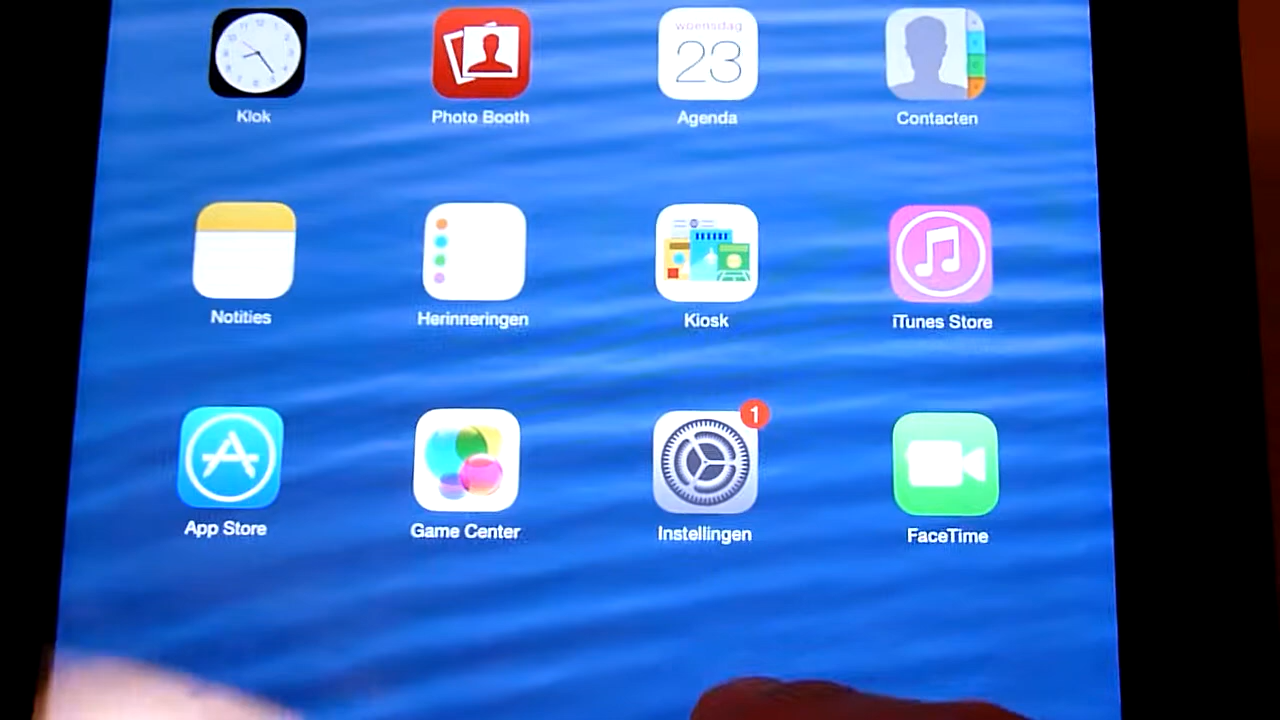 woensdag
23
Klok
Photo Booth
Agenda
Contacten
Notities
Herinneringen
Kiosk
iTunes Store
1
App Store
Game Center
Instellingen
FaceTime